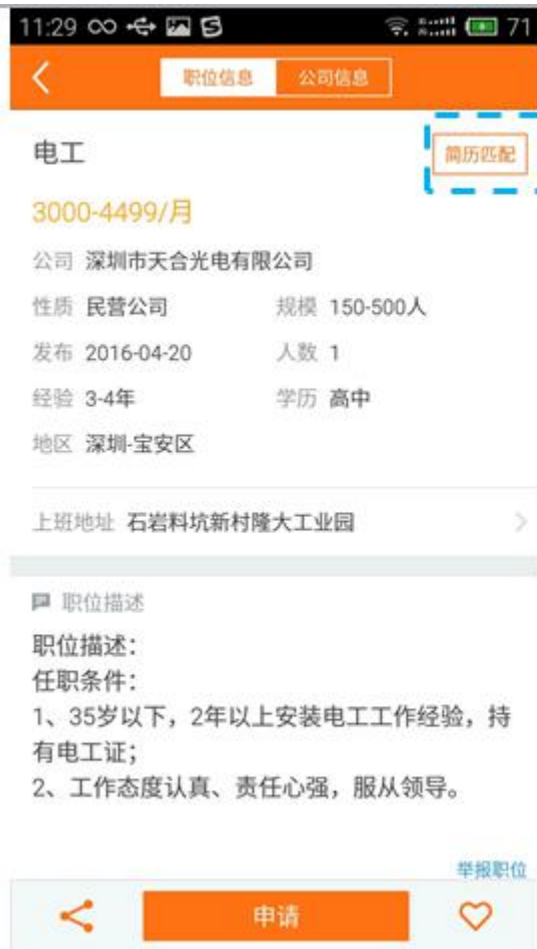 11:29 71
职位信息 公司信息
电工 简历匹配
3000-4499/月
公司 深圳市天合光电有限公司
性质 民营公司 规模 150-500人
发布 2016-04-20 人数 1
经验 3-4年 学历 高中
地区 深圳-宝安区
上班地址 石岩料坑新村隆大工业园
职位描述
职位描述：
任职条件：
1、35岁以下，2年以上安装电工工作经验，持
有电工证；
2、工作态度认真、责任心强，服从领导。
举报职位
申请